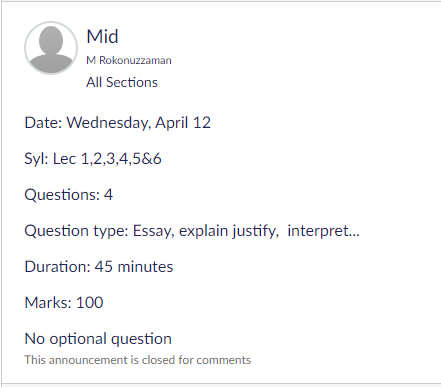 Mid
M Rokonuzzaman
All Sections
Date: Wednesday, April 12
Syl: Lec 1,2,3,4,5&6
Questions: 4
Question type: Essay, explain justify,  interpret...
Duration: 45 minutes
Marks: 100
No optional question
This announcement is closed for comments